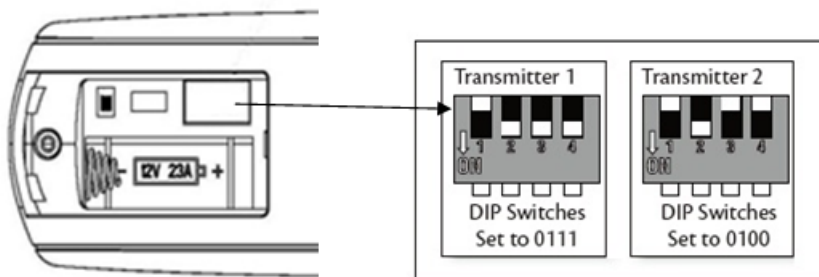 12V 23A
- +
Transmitter 1
1 2 3 4
ON
DIP Switches
Set to 0111
Transmitter 2
1 2 3 4
ON
DIP Switches
Set to 0100